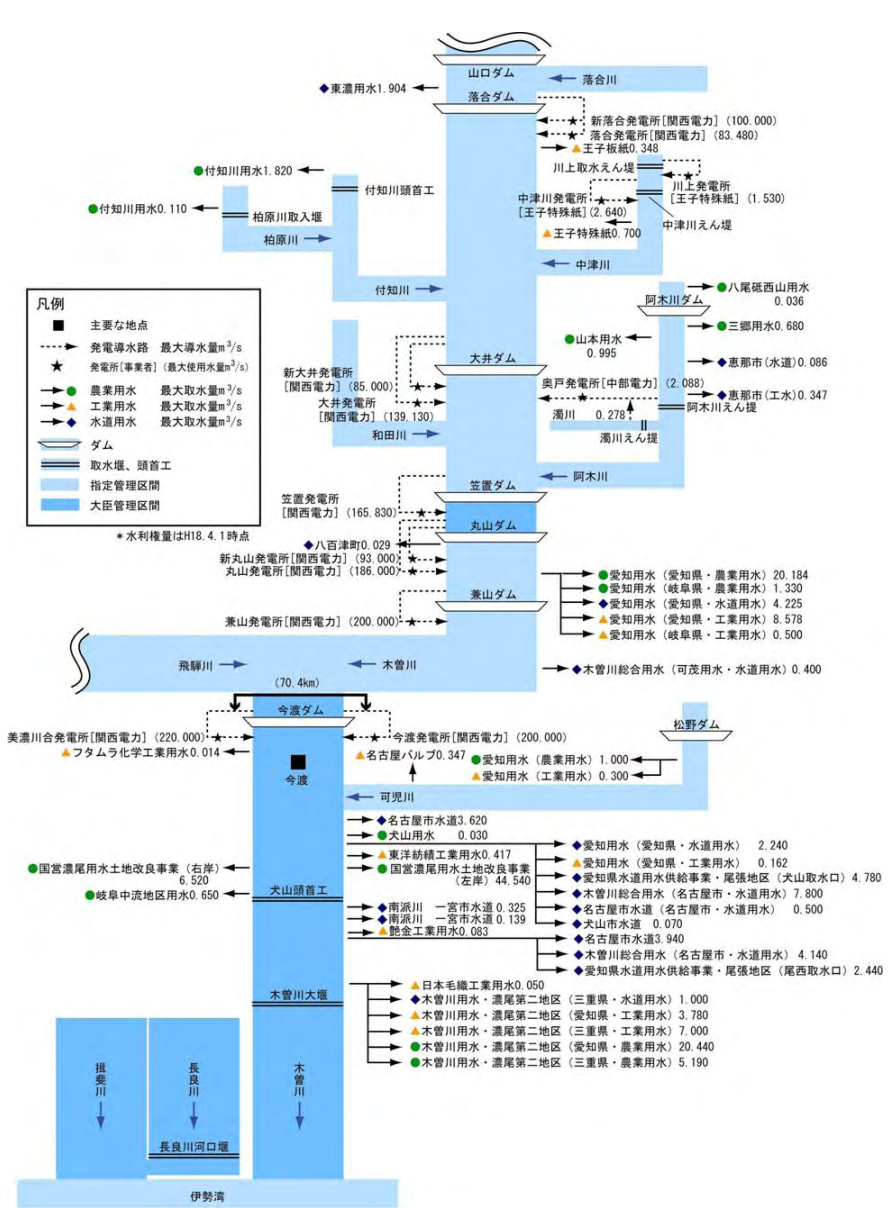 山口ダム
落合川
◆東濃用水1.904
落合ダム
新落合発電所[関西電力] (100.000)
落合発電所[関西電力] (83.480)
▲王子板紙0.348
川上取水えん堤
川上発電所
[王子特殊紙]
(1.530)
中津川発電所
[王子特殊紙](2.640)
中津川えん堤
▲王子特殊紙0.700
中津川
●付知川用水1.820
付知川頭首工
●付知川用水0.110
柏原川取入堰
柏原川
付知川
凡例
■ 主要な地点
発電導水路 最大導水量m³/s
★ 発電所[事業者](最大使用水量m³/s)
● 農業用水 最大取水量m³/s
▲ 工業用水 最大取水量m³/s
◆ 水道用水 最大取水量m³/s
ダム
取水堰、頭首工
指定管理区間
大臣管理区間
*水利権量はH18.4.1時点
●八尾砥西山用水
0.036
阿木川ダム
●三郷用水0.680
●山本用水
0.995
◆恵那市(水道)0.086
◆恵那市(工水)0.347
阿木川えん提
大井ダム
新大井発電所
[関西電力]
(85.000)
大井発電所
[関西電力] (139.130)
奥戸発電所[中部電力] (2.088)
濁川 0.278
濁川えん提
和田川
阿木川
笠置ダム
笠置発電所
[関西電力] (165.830)
丸山ダム
◆八百津町0.029
新丸山発電所[関西電力] (93.000)
丸山発電所[関西電力] (186.000)
●愛知用水(愛知県・農業用水)20.184
●愛知用水(岐阜県・農業用水)1.330
◆愛知用水(愛知県・水道用水)4.225
▲愛知用水(愛知県・工業用水)8.578
▲愛知用水(岐阜県・工業用水)0.500
兼山ダム
兼山発電所[関西電力] (200.000)
飛騨川
木曽川
◆木曽川総合用水(可茂用水・水道用水)0.400
(70.4km)
今渡ダム
美濃川合発電所[関西電力] (220.000)
今渡発電所[関西電力] (200.000)
▲フタムラ化学工業用水0.014
今渡
▲名古屋パルプ0.347
松野ダム
●愛知用水(農業用水)1.000
▲愛知用水(工業用水)0.300
可児川
◆名古屋市水道3.620
●犬山用水 0.030
◆愛知用水(愛知県・水道用水) 2.240
▲東洋紡績工業用水0.417
▲愛知用水(愛知県・工業用水) 0.162
●国営濃尾用水土地改良事業(右岸)
6.520
●国営濃尾用水土地改良事業
(左岸)44.540
◆愛知県水道用水供給事業・尾張地区(犬山取水口)4.780
◆木曽川総合用水(名古屋市・水道用水)7.800
●岐阜中流地区用水0.650
犬山頭首工
◆南派川 一宮市水道0.325
◆名古屋市水道(名古屋市・水道用水) 0.500
◆南派川 一宮市水道0.139
◆犬山市水道 0.070
▲艶金工業用水0.083
◆名古屋市水道3.940
◆木曽川総合用水(名古屋市・水道用水)4.140
◆愛知県水道用水供給事業・尾張地区(尾西取水口)2.440
木曽川大堰
▲日本毛織工業用水0.050
◆木曽川用水・濃尾第二地区(三重県・水道用水)1.000
▲木曽川用水・濃尾第二地区(愛知県・工業用水)3.780
▲木曽川用水・濃尾第二地区(三重県・工業用水)7.000
●木曽川用水・濃尾第二地区(愛知県・農業用水)20.440
●木曽川用水・濃尾第二地区(三重県・農業用水)5.190
揖斐川
長良川
木曽川
長良川河口堰
伊勢湾